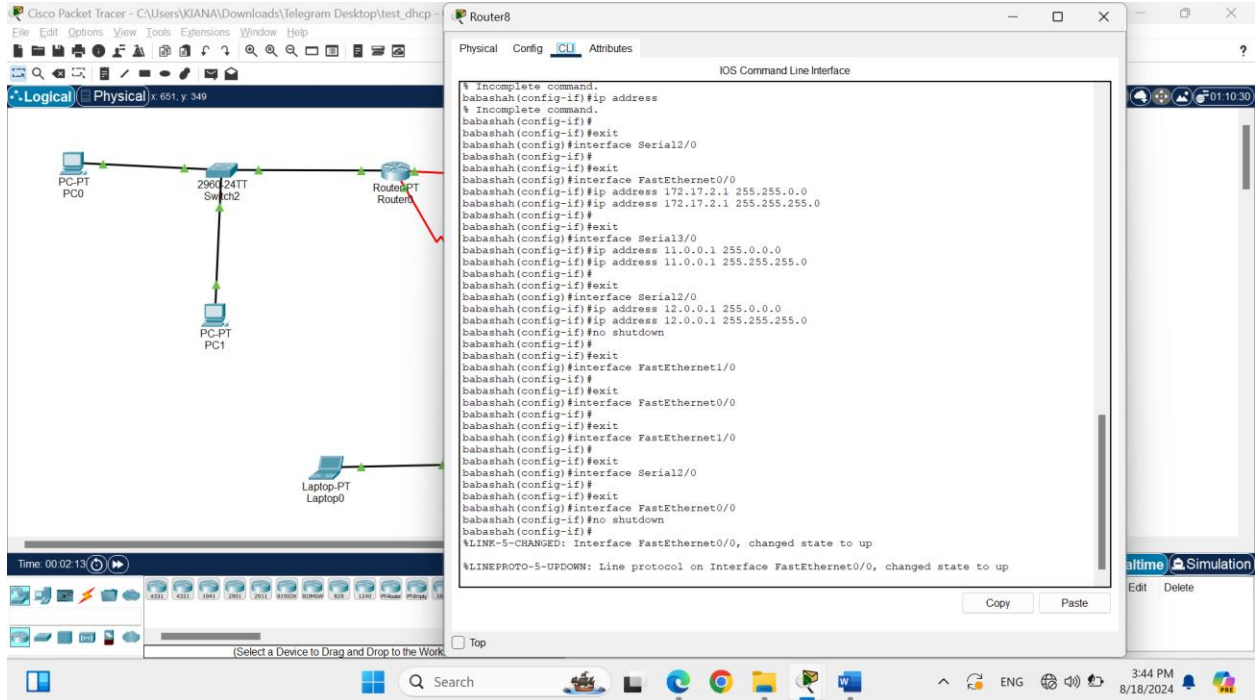 Cisco Packet Tracer - C:\Users\KIANA\Downloads\Telegram Desktop\test_dhcp -
File Edit Options View Tools Extensions Window Help
Logical Physical x: 651, y: 349
01:10:30
PC-PT
PC0
2960-24TT
Switch2
Router-PT
Router0
PC-PT
PC1
Laptop-PT
Laptop0
Router8
Physical Config CLI Attributes
?
IOS Command Line Interface
% Incomplete command.
babashah(config-if)#ip address
% Incomplete command.
babashah(config-if)#
babashah(config-if)#exit
babashah(config)#interface Serial2/0
babashah(config-if)#
babashah(config-if)#exit
babashah(config)#interface FastEthernet0/0
babashah(config-if)#ip address 172.17.2.1 255.255.0.0
babashah(config-if)#ip address 172.17.2.1 255.255.255.0
babashah(config-if)#
babashah(config-if)#exit
babashah(config)#interface Serial3/0
babashah(config-if)#ip address 11.0.0.1 255.0.0.0
babashah(config-if)#ip address 11.0.0.1 255.255.255.0
babashah(config-if)#
babashah(config-if)#exit
babashah(config)#interface Serial2/0
babashah(config-if)#ip address 12.0.0.1 255.0.0.0
babashah(config-if)#ip address 12.0.0.1 255.255.255.0
babashah(config-if)#no shutdown
babashah(config-if)#
babashah(config-if)#exit
babashah(config)#interface FastEthernet1/0
babashah(config-if)#
babashah(config-if)#exit
babashah(config)#interface FastEthernet0/0
babashah(config-if)#
babashah(config-if)#exit
babashah(config)#interface FastEthernet1/0
babashah(config-if)#
babashah(config-if)#exit
babashah(config)#interface Serial2/0
babashah(config-if)#
babashah(config-if)#exit
babashah(config)#interface FastEthernet0/0
babashah(config-if)#no shutdown
babashah(config-if)#
%LINK-5-CHANGED: Interface FastEthernet0/0, changed state to up
%LINEPROTO-5-UPDOWN: Line protocol on Interface FastEthernet0/0, changed state to up
Copy Paste
Top
Time: 00:02:13
altime Simulation
Edit Delete
4331 4321 1941 2901 2911 819IOX 819HGW 829 1240
(Select a Device to Drag and Drop to the Work
Search
ENG
3:44 PM
8/18/2024
PRE